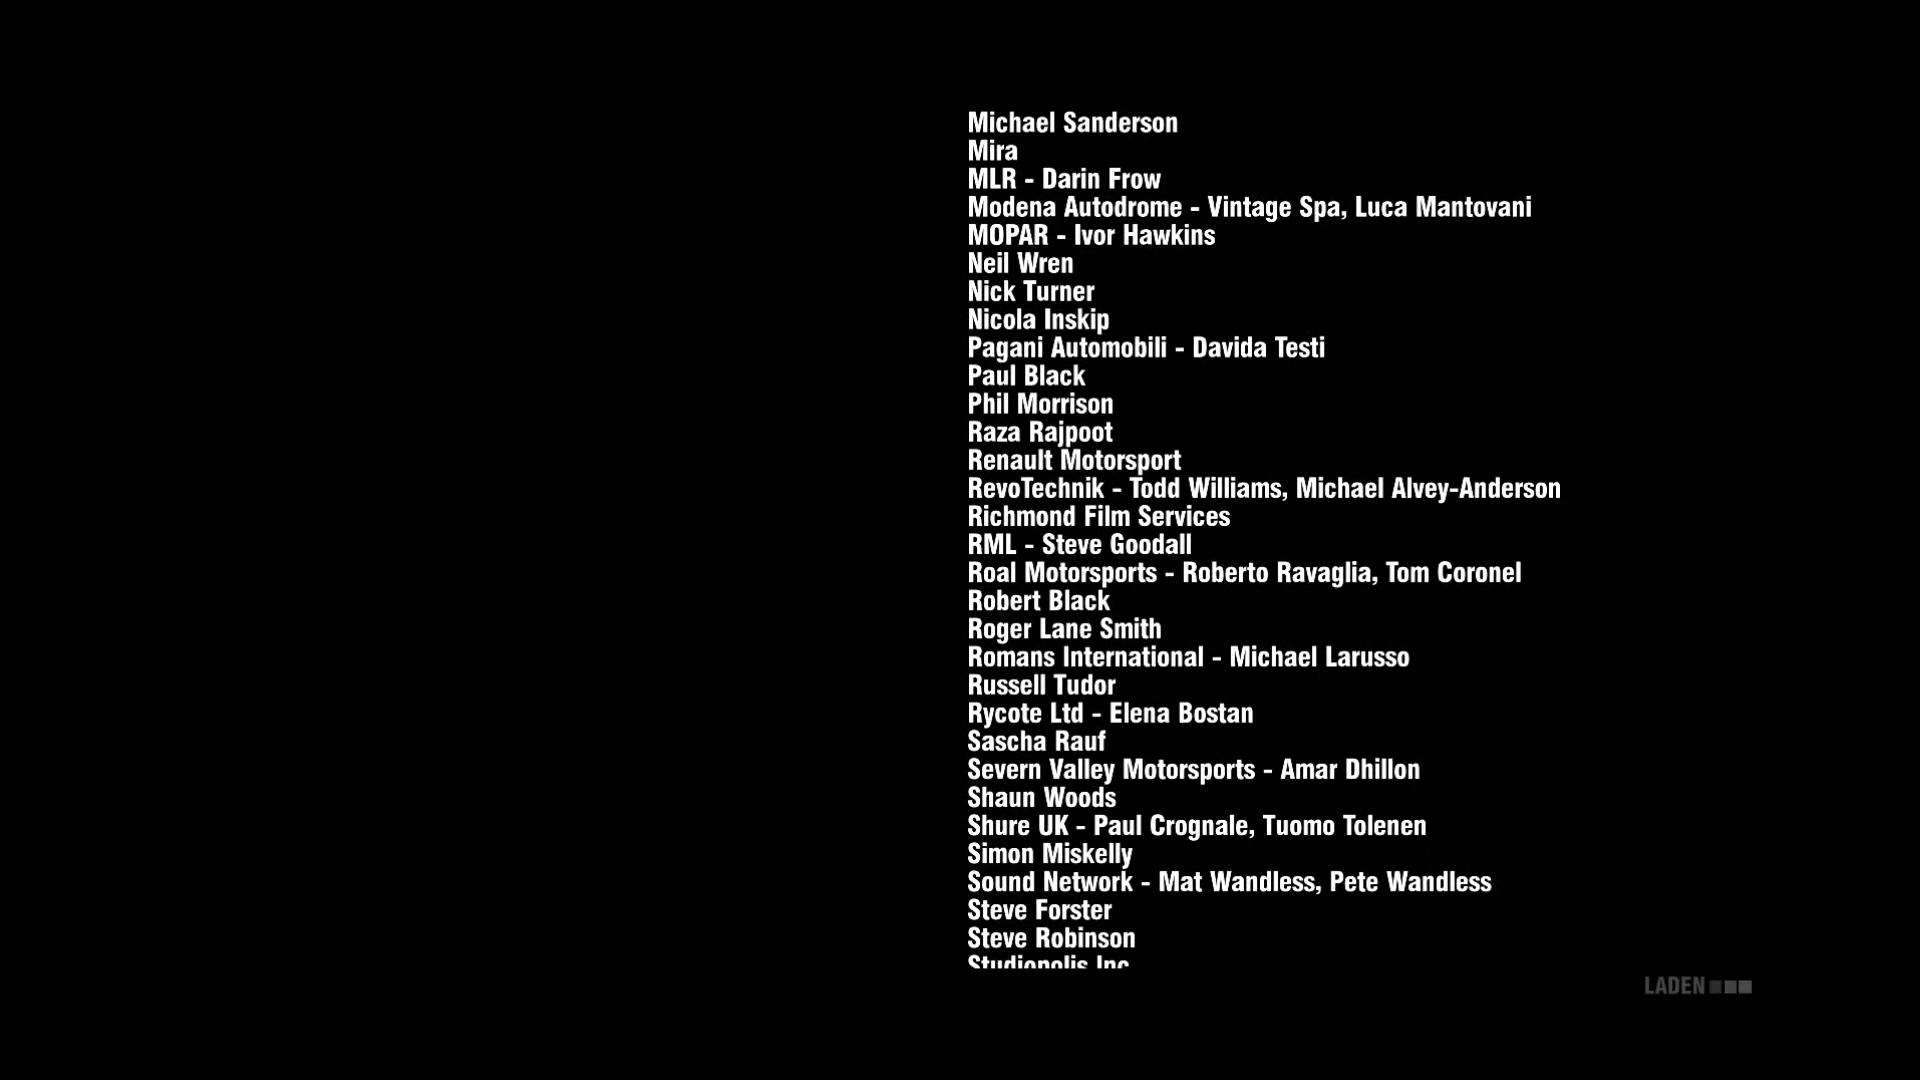 Michael Sanderson
Mira
MLR - Darin Frow
Modena Autodrome - Vintage Spa, Luca Mantovani
MOPAR - Ivor Hawkins
Neil Wren
Nick Turner
Nicola Inskip
Pagani Automobili - Davida Testi
Paul Black
Phil Morrison
Raza Rajpoot
Renault Motorsport
RevoTechnik - Todd Williams, Michael Alvey-Anderson
Richmond Film Services
RML - Steve Goodall
Roal Motorsports - Roberto Ravaglia, Tom Coronel
Robert Black
Roger Lane Smith
Romans International - Michael Larusso
Russell Tudor
Rycote Ltd - Elena Bostan
Sascha Rauf
Severn Valley Motorsports - Amar Dhillon
Shaun Woods
Shure UK - Paul Crognale, Tuomo Tolenen
Simon Miskelly
Sound Network - Mat Wandless, Pete Wandless
Steve Forster
Steve Robinson
Studiopolis Inc
LADEN